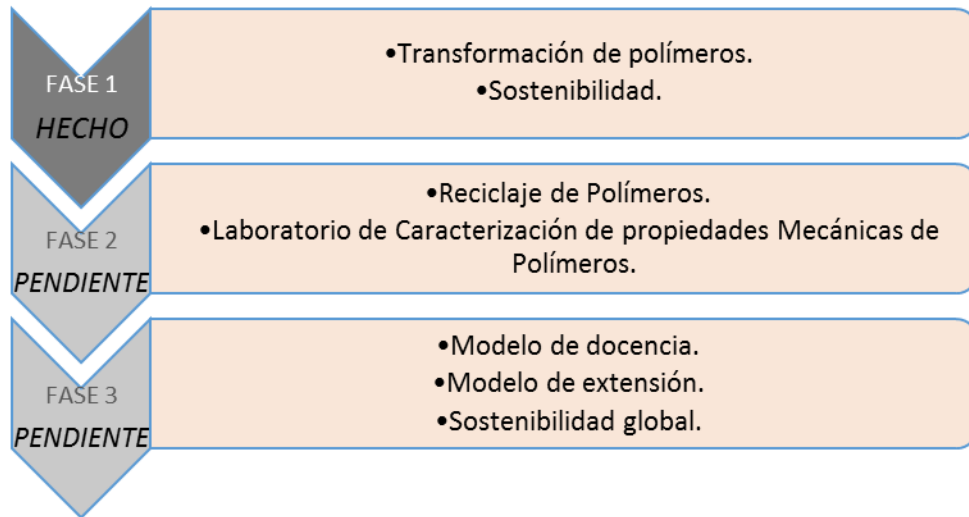 FASE 1
HECHO
•Transformación de polímeros.
•Sostenibilidad.
FASE 2
PENDIENTE
•Reciclaje de Polímeros.
•Laboratorio de Caracterización de propiedades Mecánicas de
Polímeros.
FASE 3
PENDIENTE
•Modelo de docencia.
•Modelo de extensión.
•Sostenibilidad global.